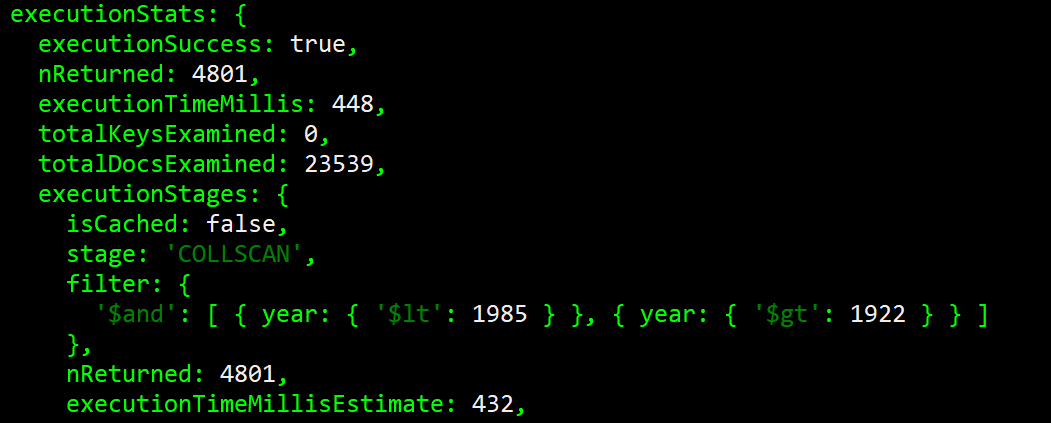 executionStats: {
executionSuccess: true,
nReturned: 4801,
executionTimeMillis: 448,
totalKeysExamined: 0,
totalDocsExamined: 23539,
executionStages: {
isCached: false,
stage: 'COLLSCAN',
filter: {
'$and': [ { year: { '$lt': 1985 } }, { year: { '$gt': 1922 } } ]
},
nReturned: 4801,
executionTimeMillisEstimate: 432,